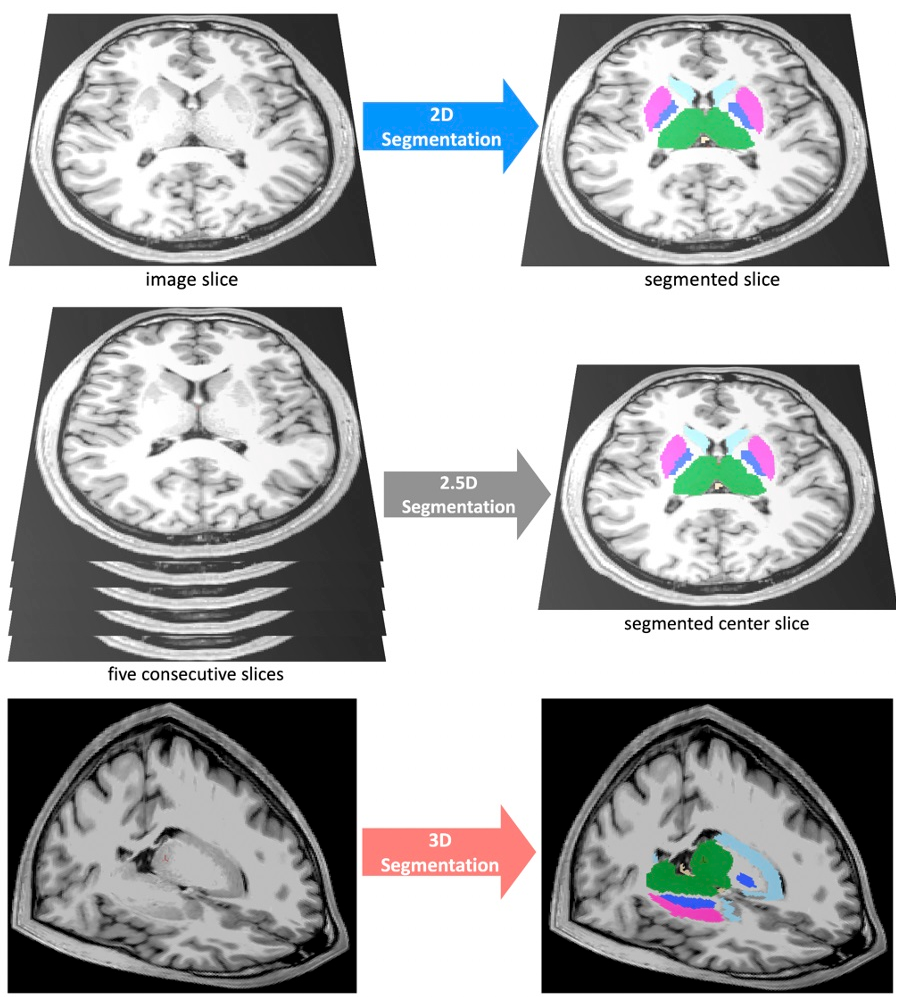 2D
Segmentation
image slice
segmented slice
2.5D
Segmentation
segmented center slice
five consecutive slices
3D
Segmentation